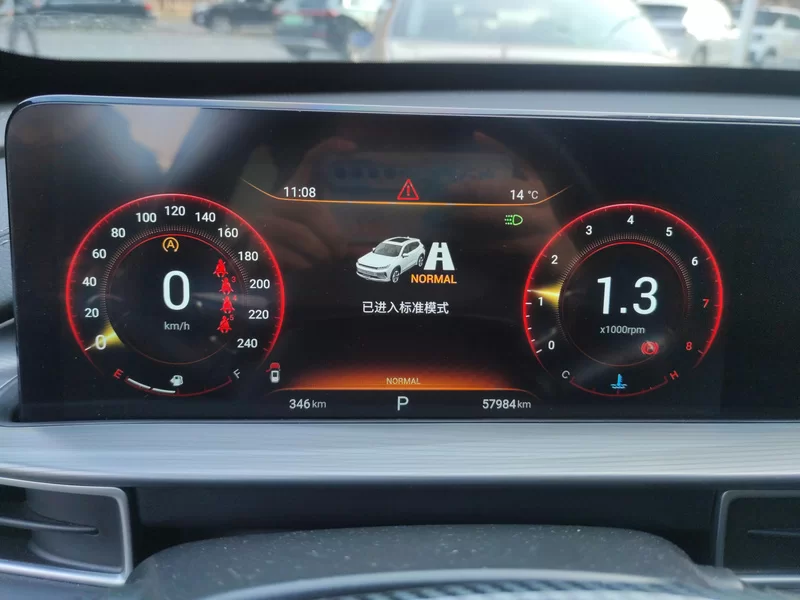 11:08
14 °C
0 20 40 60 80 100 120 140 160 180 200 220 240
A
0
km/h
E F
NORMAL
已进入标准模式
NORMAL
346 km
P
57984 km
0 1 2 3 4 5 6 7 8
1.3
x1000rpm
C H